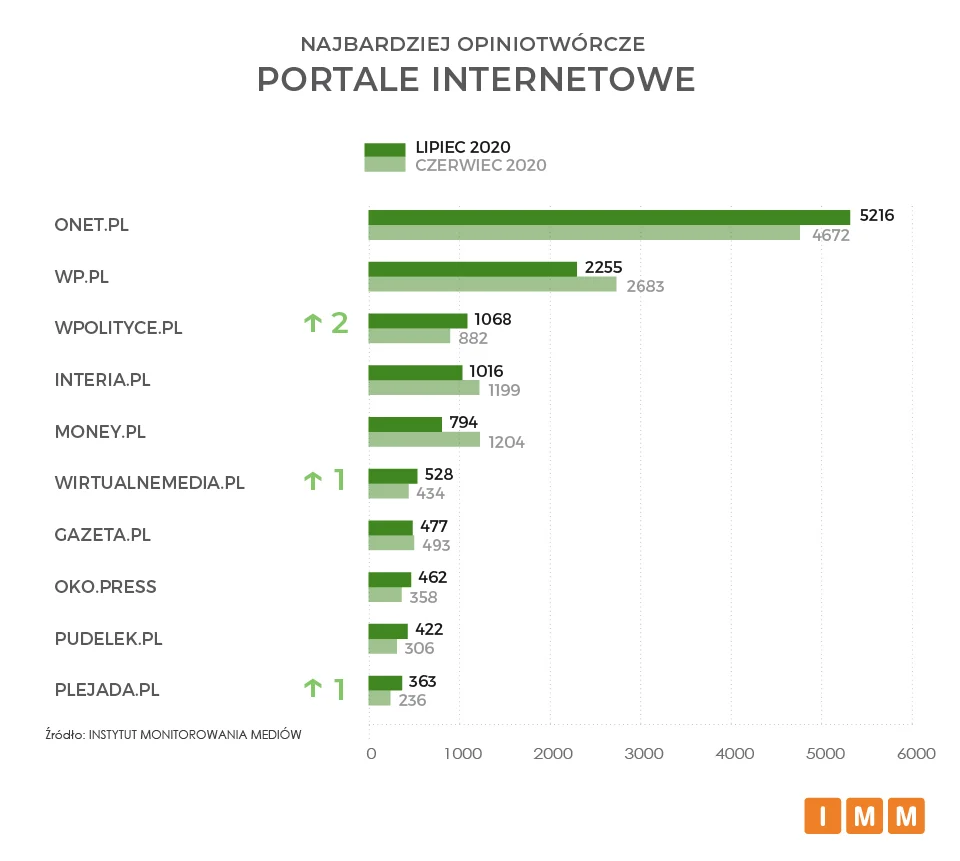 NAJBARDZIEJ OPINIOTWÓRCZE
PORTALE INTERNETOWE
LIPIEC 2020
CZERWIEC 2020
ONET.PL 5216
4672
WP.PL 2255
2683
WPOLITYCE.PL ↑ 2 1068
882
INTERIA.PL 1016
1199
MONEY.PL 794
1204
WIRTUALNEMEDIA.PL ↑ 1 528
434
GAZETA.PL 477
493
OKO.PRESS 462
358
PUDELEK.PL 422
306
PLEJADA.PL ↑ 1 363
236
Źródło: INSTYTUT MONITOROWANIA MEDIÓW
0 1000 2000 3000 4000 5000 6000
IMM